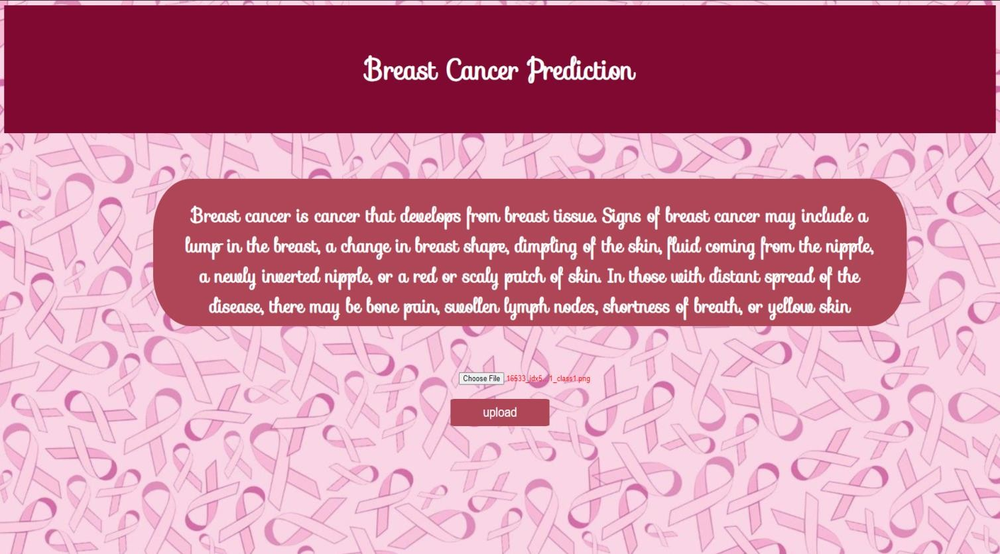 Breast Cancer Prediction
Breast cancer is cancer that develops from breast tissue. Signs of breast cancer may include a
lump in the breast, a change in breast shape, dimpling of the skin, fluid coming from the nipple,
a newly inverted nipple, or a red or scaly patch of skin. In those with distant spread of the
disease, there may be bone pain, swollen lymph nodes, shortness of breath, or yellow skin
Choose File 16533_idx5...1_class1.png
upload